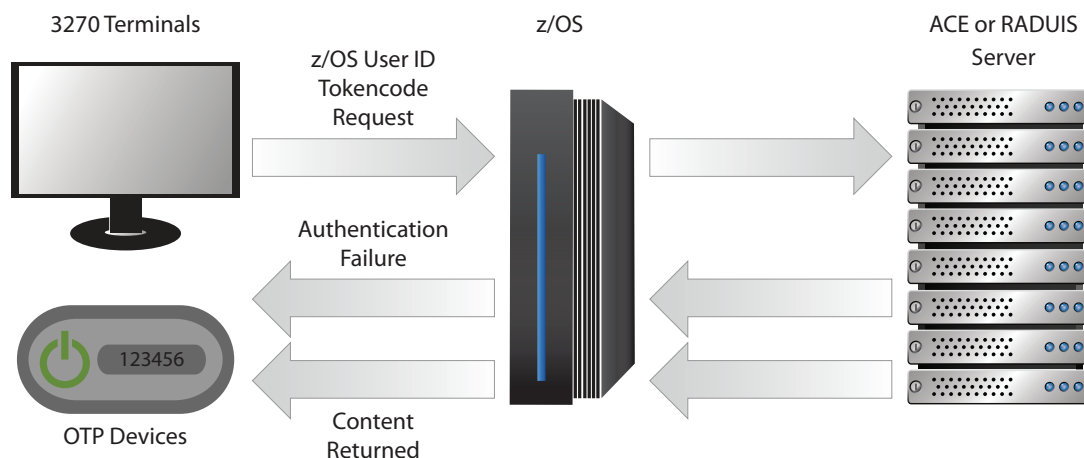 3270 Terminals
z/OS
ACE or RADUIS
Server
z/OS User ID
Tokencode
Request
Authentication
Failure
123456
OTP Devices
Content
Returned